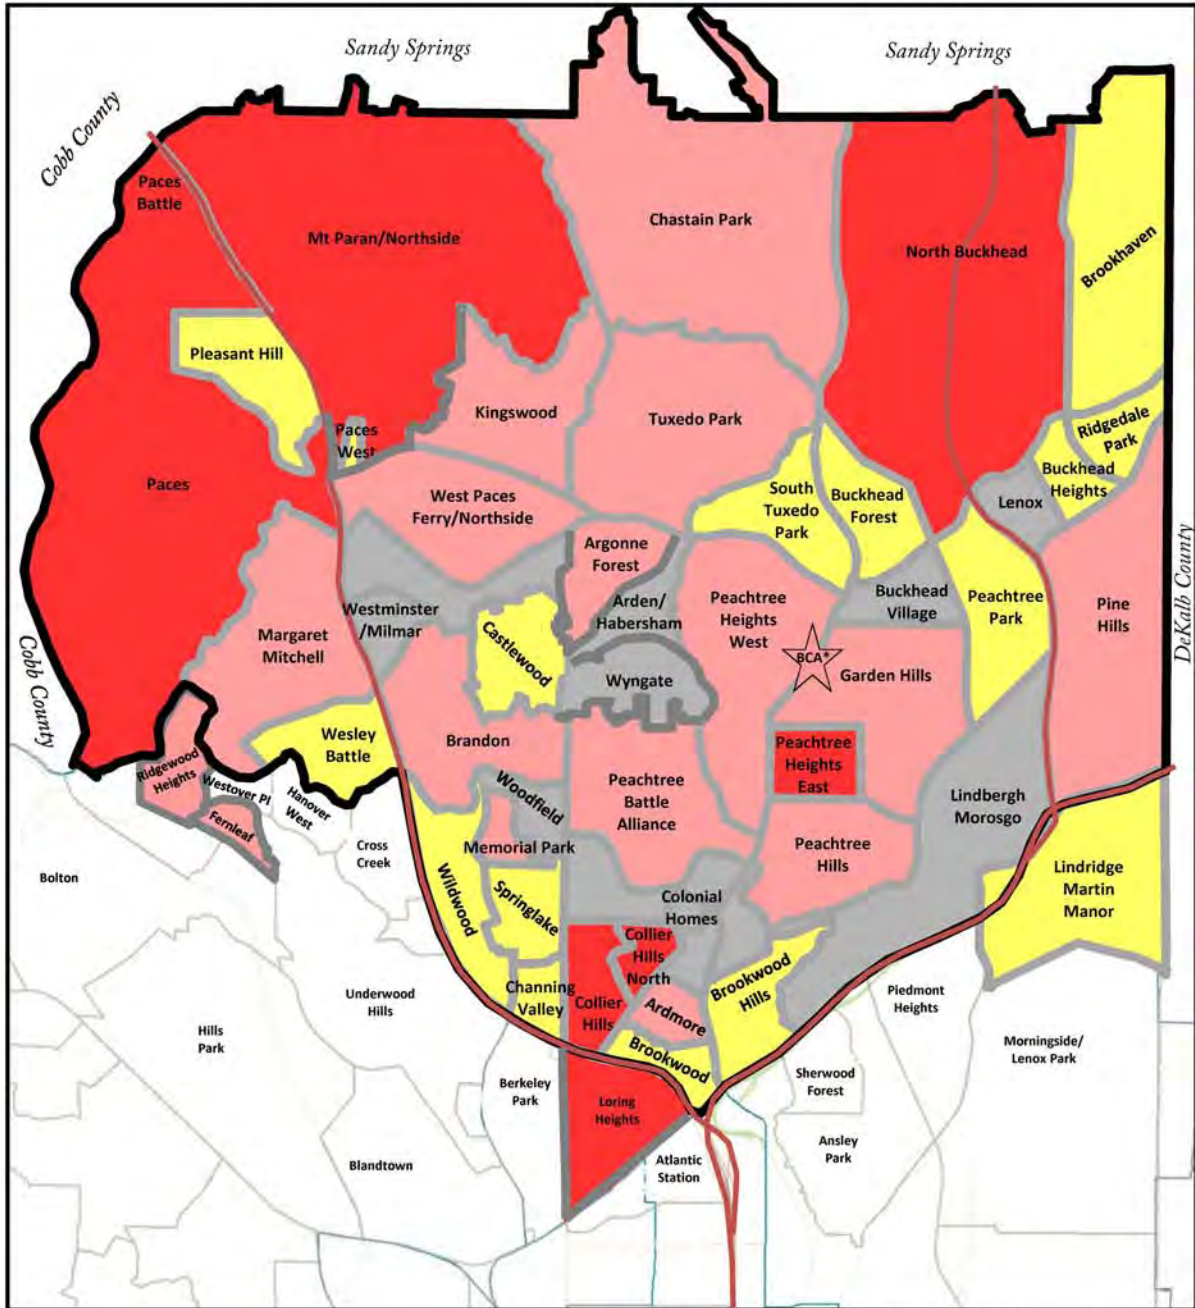 Sandy Springs
Sandy Springs
Cobb County
Paces
Battle
Mt Paran/Northside
Chastain Park
North Buckhead
Brookhaven
Pleasant Hill
Kingswood
Tuxedo Park
Ridgedale
Park
Paces
West
Buckhead
Heights
Paces
West Paces
Ferry/Northside
South
Tuxedo
Park
Buckhead
Forest
Lenox
Argonne
Forest
DeKalb County
Westminster
/Milmar
Arden/
Habersham
Peachtree
Heights
West
Buckhead
Village
Peachtree
Park
Pine
Hills
Margaret
Mitchell
Castlewood
BCA*
Garden Hills
Wyngate
Cobb County
Wesley
Battle
Brandon
Peachtree
Heights
East
Ridgewood
Heights
Westover Pl
Hanover
West
Woodfield
Peachtree
Battle
Alliance
Lindbergh
Morosgo
Fernleaf
Cross
Creek
Memorial Park
Peachtree
Hills
Bolton
Lindridge
Martin
Manor
Wildwood
Springlake
Colonial
Homes
Collier
Hills
North
Channing
Valley
Collier
Hills
Ardmore
Brookwood
Hills
Piedmont
Heights
Underwood
Hills
Hills
Park
Brookwood
Morningside/
Lenox Park
Berkeley
Park
Sherwood
Forest
Loring
Heights
Ansley
Park
Blandtown
Atlantic
Station